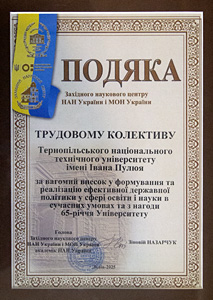 ПОДЯКА
Західного наукового центру
НАН України і МОН України
ТРУДОВОМУ КОЛЕКТИВУ
Тернопільського національного
технічного університету
імені Івана Пулюя
за вагомий внесок у формування та
реалізацію ефективної державної
політики у сфері освіти і науки в
сучасних умовах та з нагоди
65-річчя Університету
Голова
Західного наукового центру
НАН України і МОН України
академік НАН України
Зіновій НАЗАРЧУК
Львів-2025